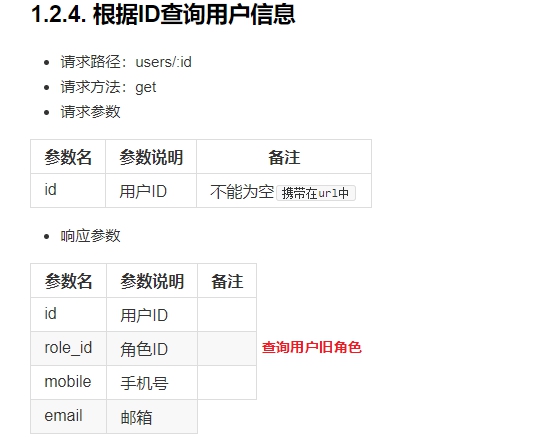 1.2.4. 根据ID查询用户信息
请求路径：users/:id
请求方法：get
请求参数
参数名 参数说明 备注
id 用户ID 不能为空 携带在url中
响应参数
参数名 参数说明 备注
id 用户ID
role_id 角色ID 查询用户旧角色
mobile 手机号
email 邮箱